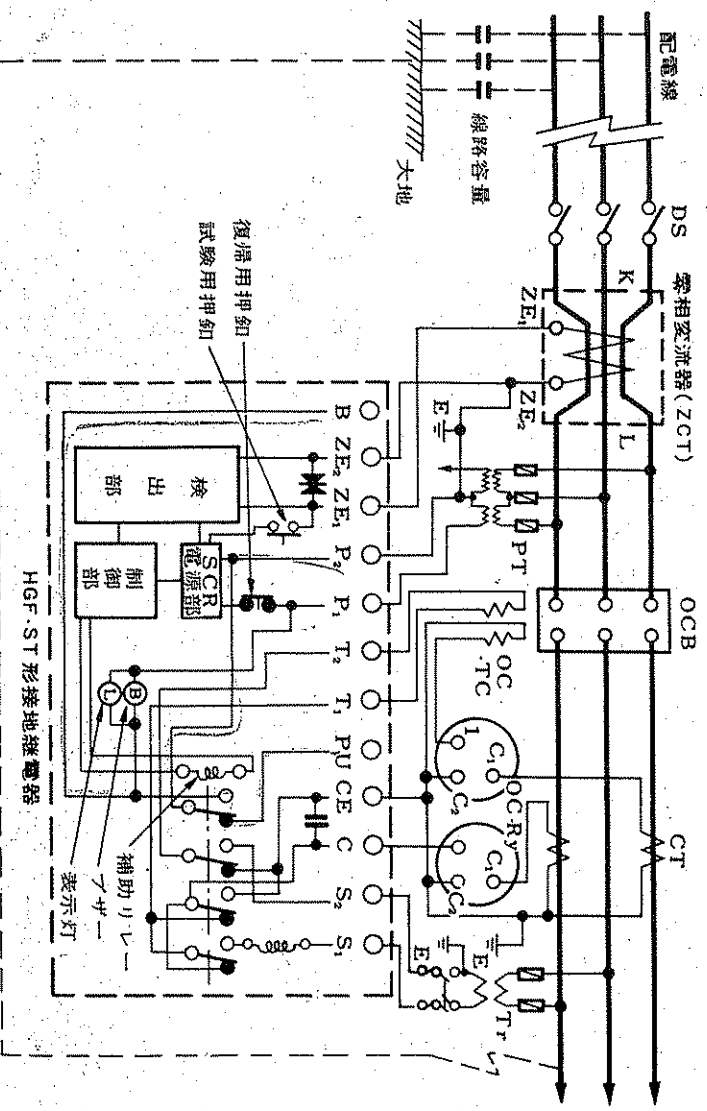 配電線
線路容量
大地
DS
零相変流器(ZCT)
K
L
ZE₁
ZE₂
E
PT
OCB
OC
-TC
1
C₁
C₂
OC-Ry
C₁
C₂
CT
E
E
Tr
復帰用押釦
試験用押釦
B
ZE₂
ZE₁
P₂
P₁
T₂
T₁
PU
CE
C
S₂
S₁
検出部
制御部
SCR
電源部
B
L
補助リレー
ブザー
表示灯
HGF-ST形接地継電器